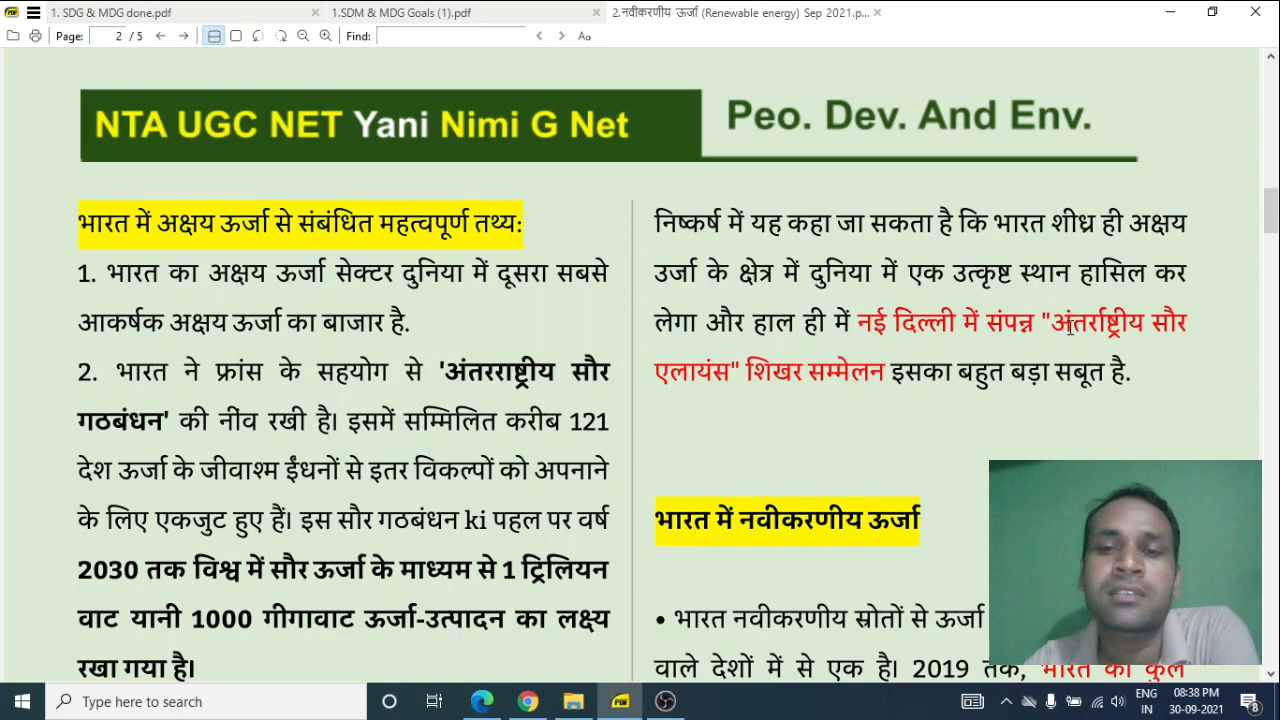 1. SDG & MDG done.pdf
1.SDM & MDG Goals (1).pdf
2.नवीकरणीय ऊर्जा (Renewable energy) Sep 2021.p...
Page: 2 / 5
Find:
Aa
NTA UGC NET Yani Nimi G Net
Peo. Dev. And Env.
भारत में अक्षय ऊर्जा से संबंधित महत्वपूर्ण तथ्य:
1. भारत का अक्षय ऊर्जा सेक्टर दुनिया में दूसरा सबसे
आकर्षक अक्षय ऊर्जा का बाजार है.
2. भारत ने फ्रांस के सहयोग से 'अंतरराष्ट्रीय सौर
गठबंधन' की नींव रखी है। इसमें सम्मिलित करीब 121
देश ऊर्जा के जीवाश्म ईंधनों से इतर विकल्पों को अपनाने
के लिए एकजुट हुए हैं। इस सौर गठबंधन ki पहल पर वर्ष
2030 तक विश्व में सौर ऊर्जा के माध्यम से 1 ट्रिलियन
वाट यानी 1000 गीगावाट ऊर्जा-उत्पादन का लक्ष्य
रखा गया है।
निष्कर्ष में यह कहा जा सकता है कि भारत शीध्र ही अक्षय
उर्जा के क्षेत्र में दुनिया में एक उत्कृष्ट स्थान हासिल कर
लेगा और हाल ही में नई दिल्ली में संपन्न "अंतर्राष्ट्रीय सौर
एलायंस" शिखर सम्मेलन इसका बहुत बड़ा सबूत है.
भारत में नवीकरणीय ऊर्जा
• भारत नवीकरणीय स्रोतों से ऊर्जा
वाले देशों में से एक है। 2019 तक, भारत की कुल
Type here to search
ENG
IN
08:38 PM
30-09-2021
8